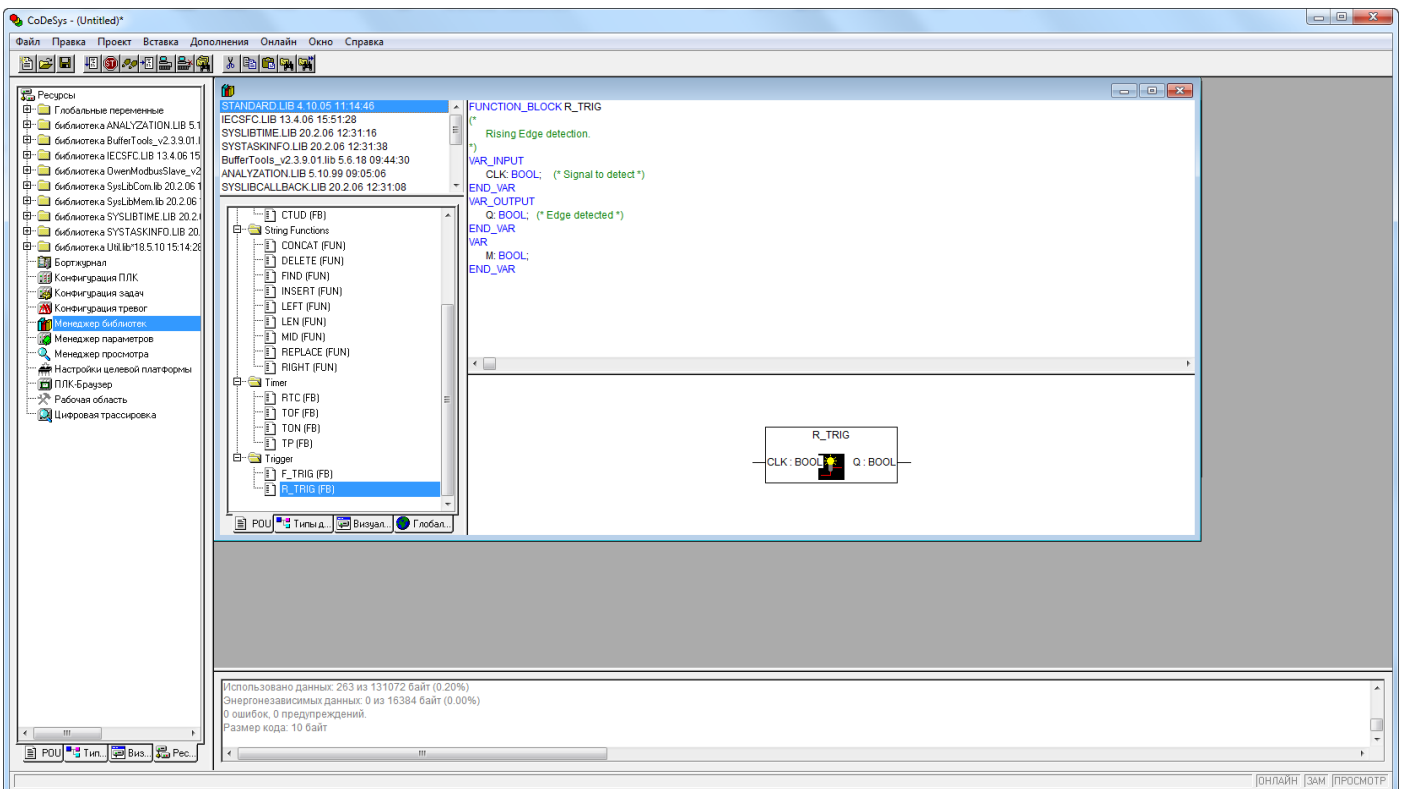 CoDeSys - (Untitled)*
Файл Правка Проект Вставка Дополнения Онлайн Окно Справка
Ресурсы
Глобальные переменные
библиотека ANALYZATION.LIB 5.1
библиотека BufferTools_v2.3.9.01.l
библиотека IECSFC.LIB 13.4.06 15
библиотека OwenModbusSlave_v2
библиотека SysLibCom.lib 20.2.06 1
библиотека SysLibMem.lib 20.2.06
библиотека SYSLIBTIME.LIB 20.2.0
библиотека SYSTASKINFO.LIB 20.
библиотека Util.lib*18.5.10 15:14:28
Бортжурнал
Конфигурация ПЛК
Конфигурация задач
Конфигурация тревог
Менеджер библиотек
Менеджер параметров
Менеджер просмотра
Настройки целевой платформы
ПЛК-Браузер
Рабочая область
Цифровая трассировка
POU Тип... Виз... Рес...
STANDARD.LIB 4.10.05 11:14:46
IECSFC.LIB 13.4.06 15:51:28
SYSLIBTIME.LIB 20.2.06 12:31:16
SYSTASKINFO.LIB 20.2.06 12:31:38
BufferTools_v2.3.9.01.lib 5.6.18 09:44:30
ANALYZATION.LIB 5.10.99 09:05:06
SYSLIBCALLBACK.LIB 20.2.06 12:31:08
CTUD (FB)
String Functions
CONCAT (FUN)
DELETE (FUN)
FIND (FUN)
INSERT (FUN)
LEFT (FUN)
LEN (FUN)
MID (FUN)
REPLACE (FUN)
RIGHT (FUN)
Timer
RTC (FB)
TOF (FB)
TON (FB)
TP (FB)
Trigger
F_TRIG (FB)
R_TRIG (FB)
POU Типы д... Визуал... Глобал...
FUNCTION_BLOCK R_TRIG
(*
Rising Edge detection.
*)
VAR_INPUT
CLK: BOOL; (* Signal to detect *)
END_VAR
VAR_OUTPUT
Q: BOOL; (* Edge detected *)
END_VAR
VAR
M: BOOL;
END_VAR
R_TRIG
CLK : BOOL Q : BOOL
Использовано данных: 263 из 131072 байт (0.20%)
Энергонезависимых данных: 0 из 16384 байт (0.00%)
0 ошибок, 0 предупреждений.
Размер кода: 10 байт
ОНЛАЙН ЗАМ ПРОСМОТР